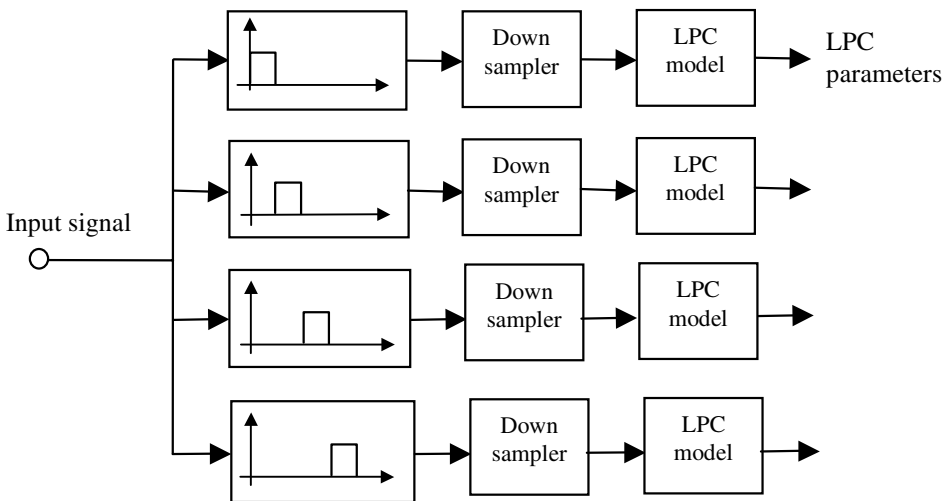 Down
sampler
LPC
model
LPC
parameters
Down
sampler
LPC
model
Input signal
Down
sampler
LPC
model
Down
sampler
LPC
model